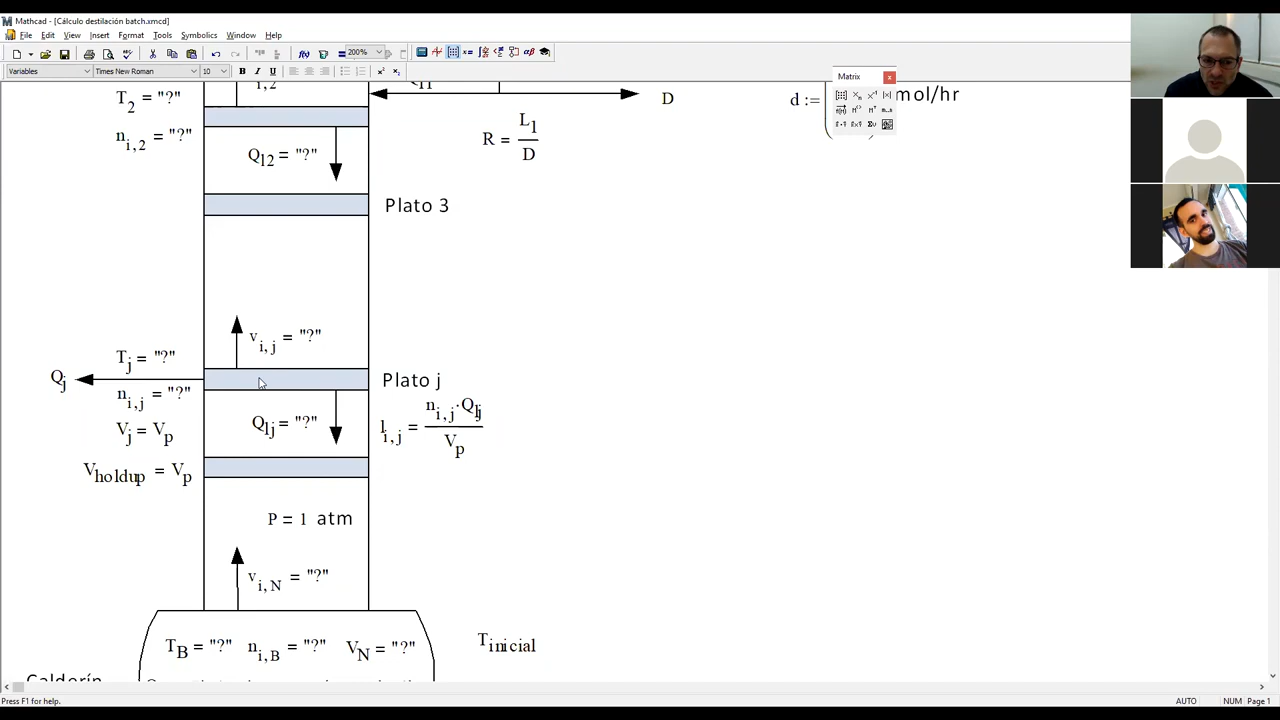 Mathcad - [Cálculo destilación batch.xmcd]
File Edit View Insert Format Tools Symbolics Window Help
200%
Variables Times New Roman 10 B I U
Matrix
i,2
T2 = "?"
D
d := mol/hr
ni,2 = "?"
R = L1/D
Ql2 = "?"
Plato 3
vi,j = "?"
Tj = "?"
Qj
Plato j
ni,j = "?"
Qlj = "?"
li,j = ni,j·Qlj/Vp
Vj = Vp
Vholdup = Vp
P = 1 atm
vi,N = "?"
TB = "?" ni,B = "?" VN = "?"
Tinicial
Calderín
Press F1 for help.
AUTO NUM Page 1